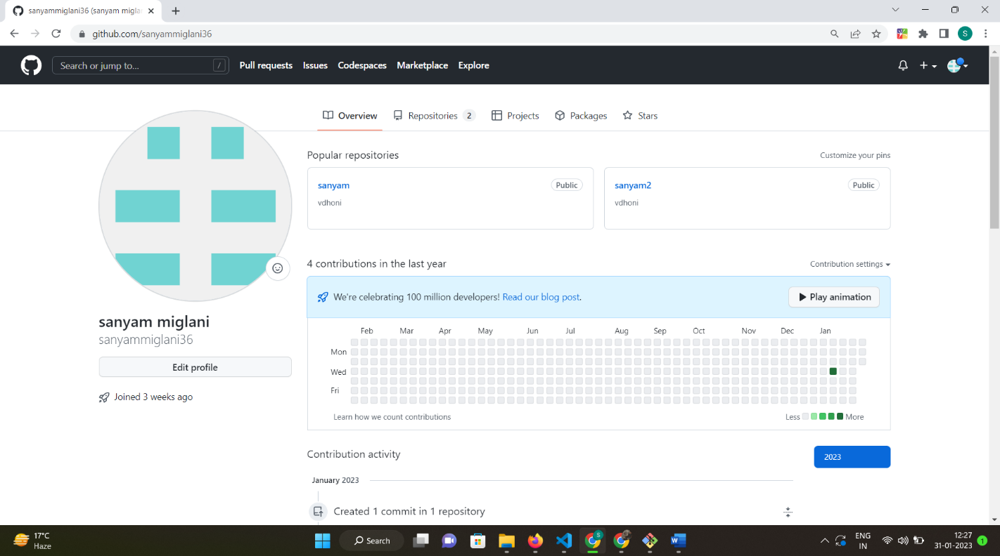 sanyammiglani36 (sanyam migla
github.com/sanyammiglani36
S
Search or jump to...
/
Pull requests
Issues
Codespaces
Marketplace
Explore
Overview
Repositories 2
Projects
Packages
Stars
Popular repositories
Customize your pins
sanyam
Public
vdhoni
sanyam2
Public
vdhoni
4 contributions in the last year
Contribution settings
We're celebrating 100 million developers! Read our blog post.
Play animation
Feb Mar Apr May Jun Jul Aug Sep Oct Nov Dec Jan
Mon
Wed
Fri
Learn how we count contributions
Less
More
sanyam miglani
sanyammiglani36
Edit profile
Joined 3 weeks ago
Contribution activity
2023
January 2023
Created 1 commit in 1 repository
17°C
Haze
Search
S
W
ENG
IN
12:27
31-01-2023
1